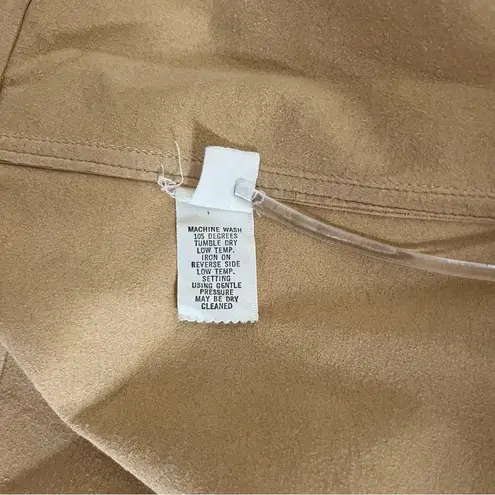 MACHINE WASH
105 DEGREES
TUMBLE DRY
LOW TEMP.
IRON ON
REVERSE SIDE
LOW TEMP.
SETTING
USING GENTLE
PRESSURE
MAY BE DRY
CLEANED